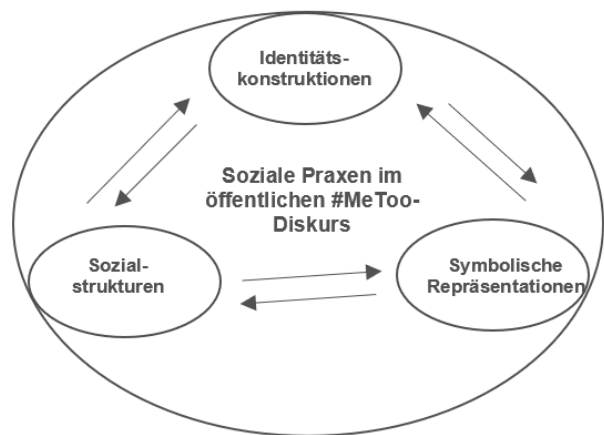 Identitäts-
konstruktionen
Soziale Praxen im
öffentlichen #MeToo-
Diskurs
Sozial-
strukturen
Symbolische
Repräsentationen